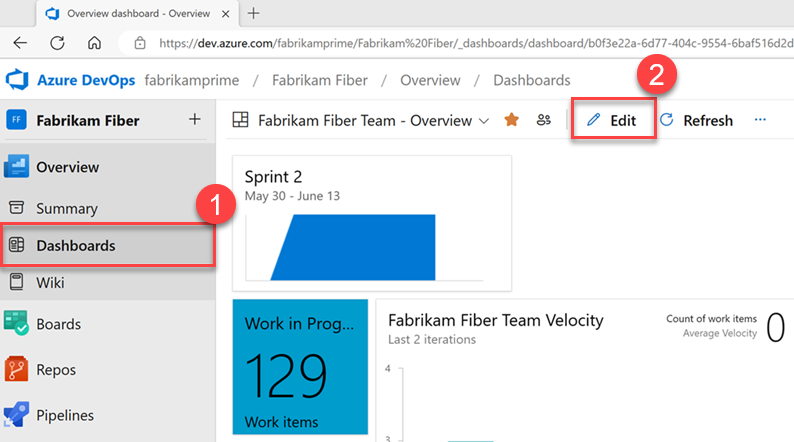 Overview dashboard - Overview
https://dev.azure.com/fabrikamprime/Fabrikam%20Fiber/_dashboards/dashboard/b0f3e22a-6d77-404c-9554-6baf516d2d
Azure DevOps fabrikamprime / Fabrikam Fiber / Overview / Dashboards
2
FF Fabrikam Fiber +
Fabrikam Fiber Team - Overview
Edit
Refresh
...
Overview
Summary
1
Dashboards
Wiki
Boards
Repos
Pipelines
Sprint 2
May 30 - June 13
Work in Prog...
129
Work items
Fabrikam Fiber Team Velocity
Last 2 iterations
Count of work items
Average Velocity
0
4
3